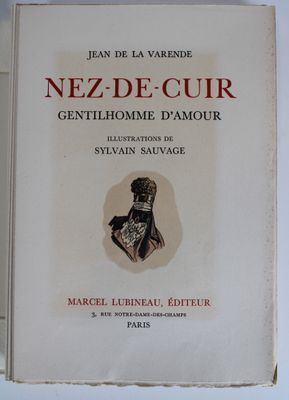 JEAN DE LA VARENDE
NEZ-DE-CUIR
GENTILHOMME D'AMOUR
ILLUSTRATIONS DE
SYLVAIN SAUVAGE
MARCEL LUBINEAU, ÉDITEUR
3, RUE NOTRE-DAME-DES-CHAMPS
PARIS